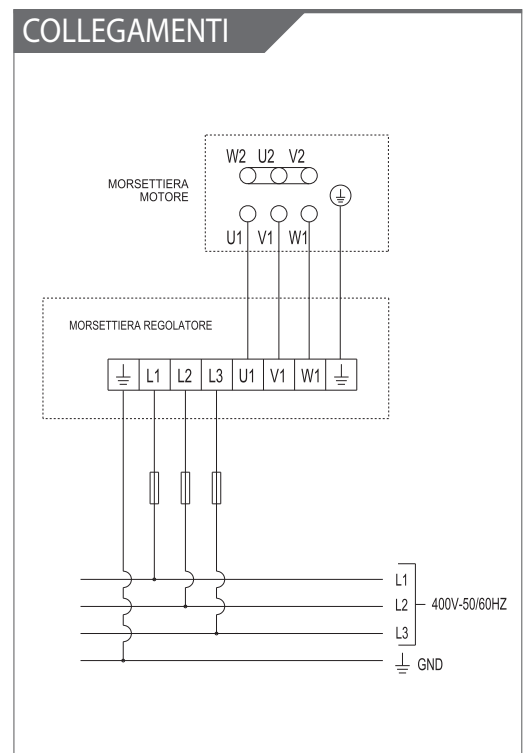 COLLEGAMENTI
W2 U2 V2
MORSETTIERA
MOTORE
U1 V1 W1
MORSETTIERA REGOLATORE
L1 L2 L3 U1 V1 W1
L1
L2
400V-50/60HZ
L3
GND